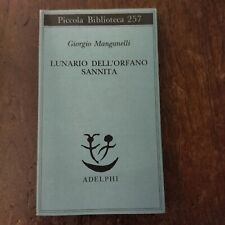 Piccola Biblioteca 257
Giorgio Manganelli
LUNARIO DELL'ORFANO
SANNITA
ADELPHI